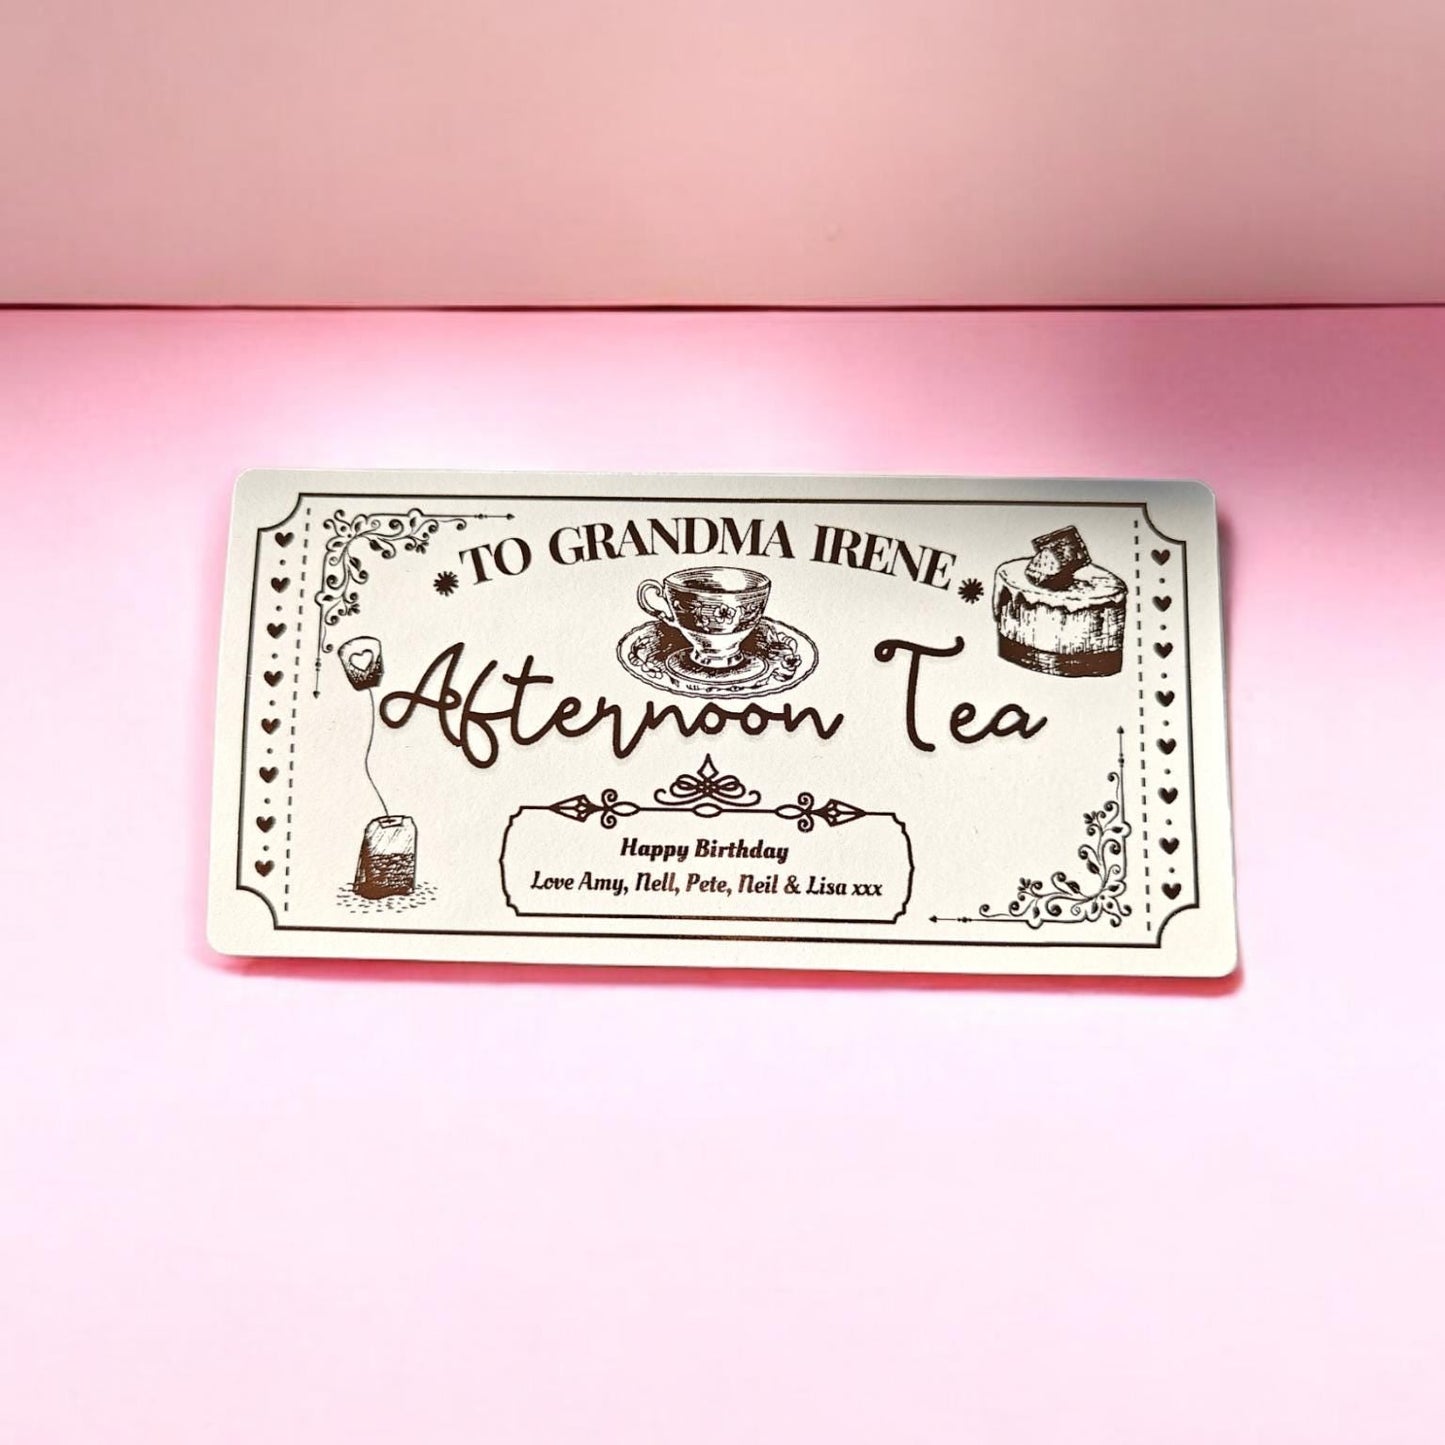 TO GRANDMA IRENE
Afternoon Tea
Happy Birthday
Love Amy, Nell, Pete, Neil & Lisa xxx